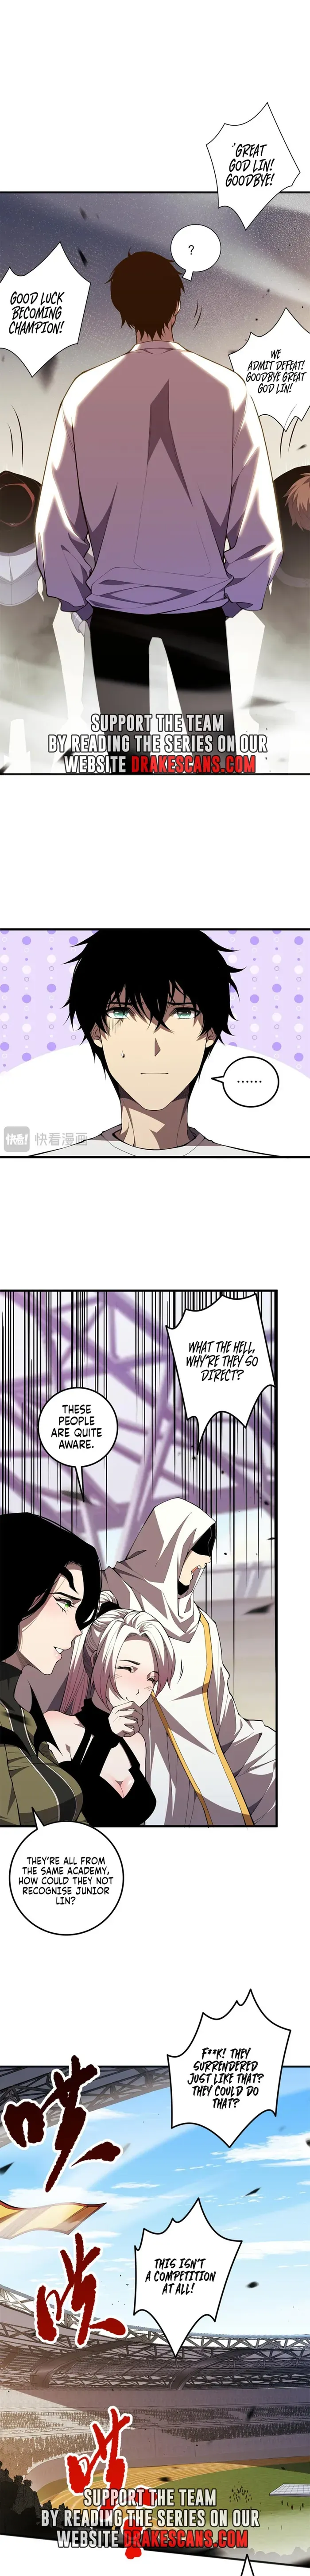 GREAT
GOD LIN!
GOODBYE!
?
GOOD LUCK
BECOMING
CHAMPION!
WE
ADMIT DEFEAT!
GOODBYE GREAT
GOD LIN!
SUPPORT THE TEAM
BY READING THE SERIES ON OUR
WEBSITE DRAKESCANS.COM
......
快看! 快看漫画
WHAT THE HELL,
WHY'RE THEY SO
DIRECT?
THESE
PEOPLE
ARE QUITE
AWARE.
THEY'RE ALL FROM
THE SAME ACADEMY,
HOW COULD THEY NOT
RECOGNISE JUNIOR
LIN?
F**K! THEY
SURRENDERED
JUST LIKE THAT?
THEY COULD DO
THAT?
THIS ISN'T
A COMPETITION
AT ALL!
SUPPORT THE TEAM
BY READING THE SERIES ON OUR
WEBSITE DRAKESCANS.COM